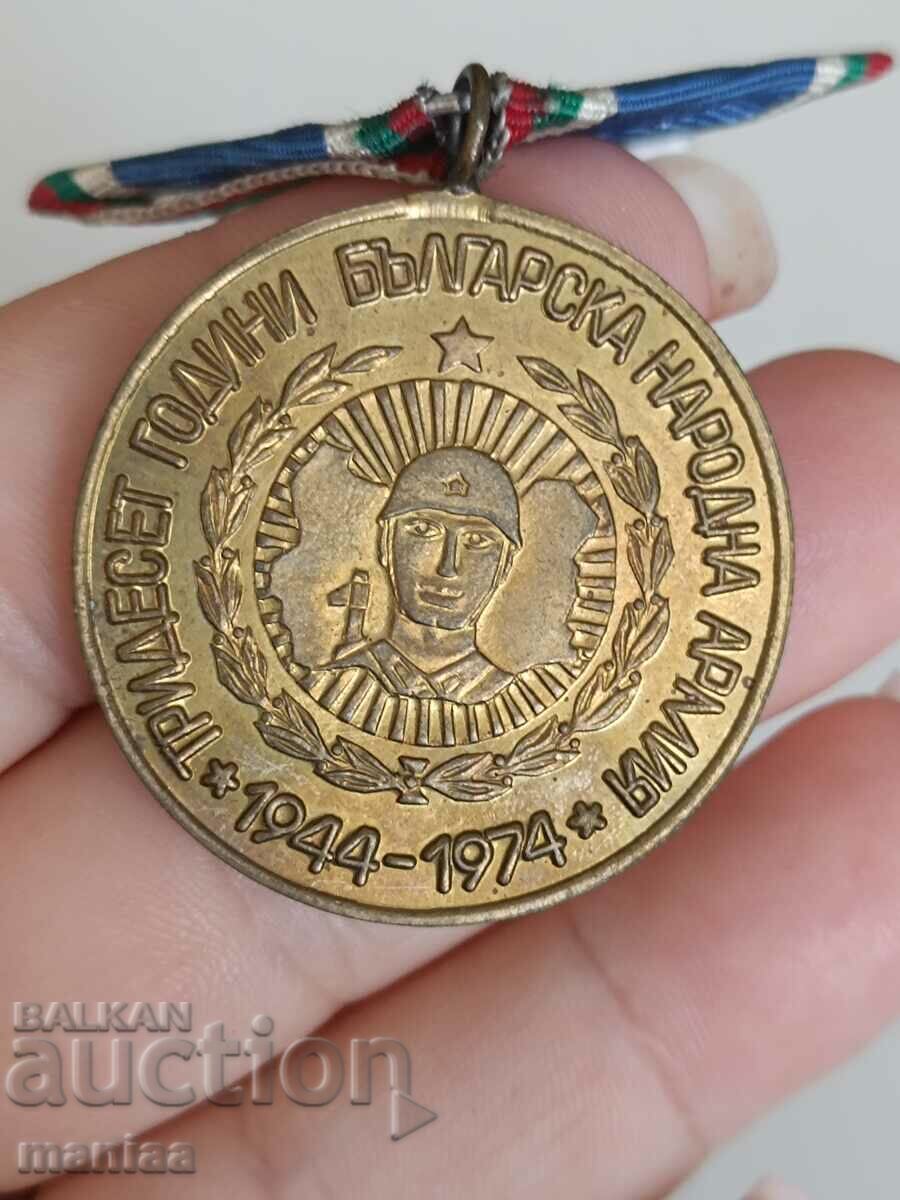 ТРИДЕСЕТ ГОДИНИ БЪЛГАРСКА НАРОДНА АРМИЯ
1944-1974
BALKAN
auction
maniaa